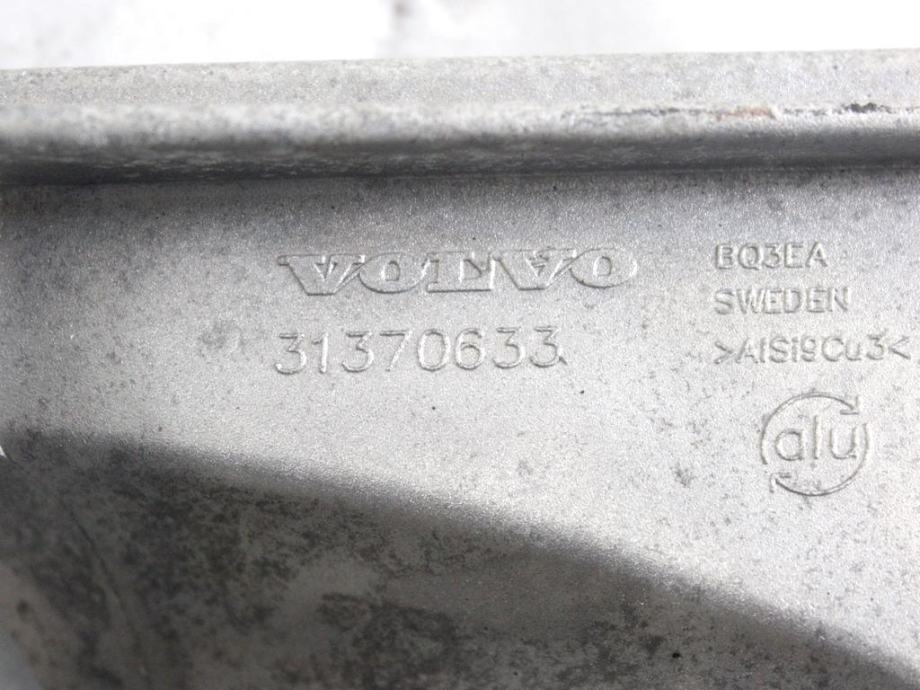 VOLVO
31370633
BQ3EA
SWEDEN
>AlSi9Cu3<
alu